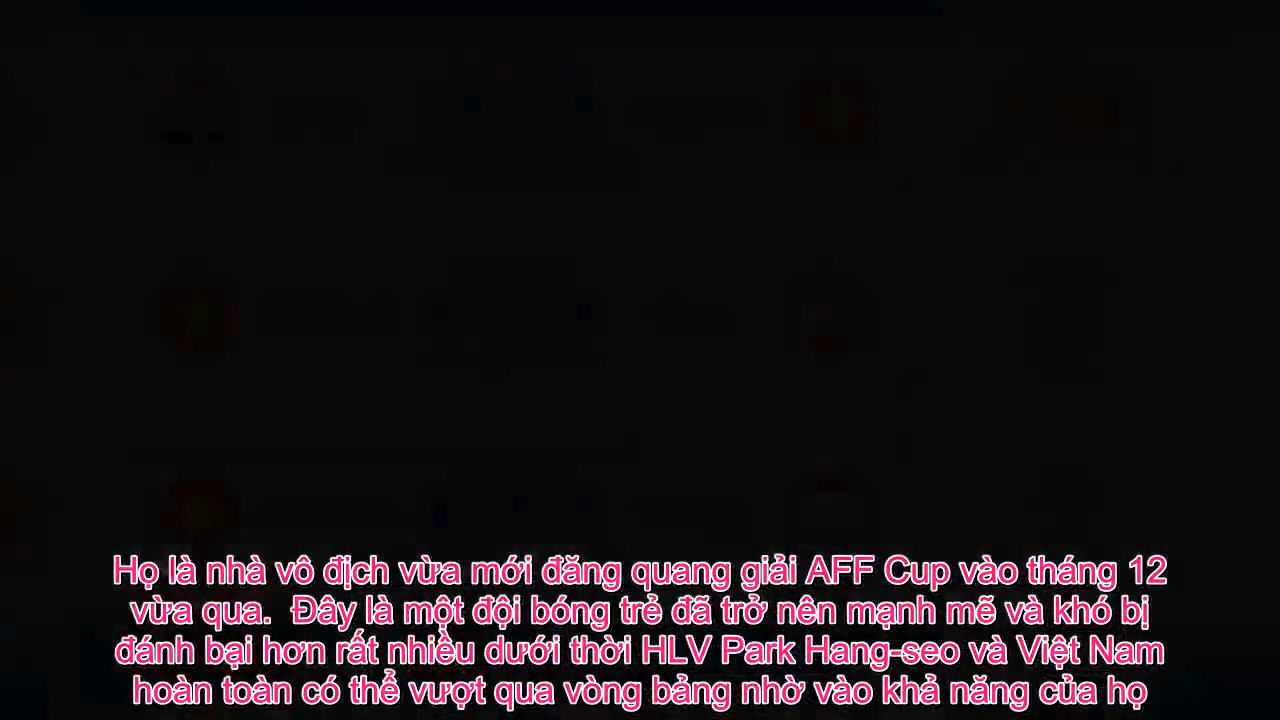 Họ là nhà vô địch vừa mới đăng quang giải AFF Cup vào tháng 12
vừa qua.  Đây là một đội bóng trẻ đã trở nên mạnh mẽ và khó bị
đánh bại hơn rất nhiều dưới thời HLV Park Hang-seo và Việt Nam
hoàn toàn có thể vượt qua vòng bảng nhờ vào khả năng của họ